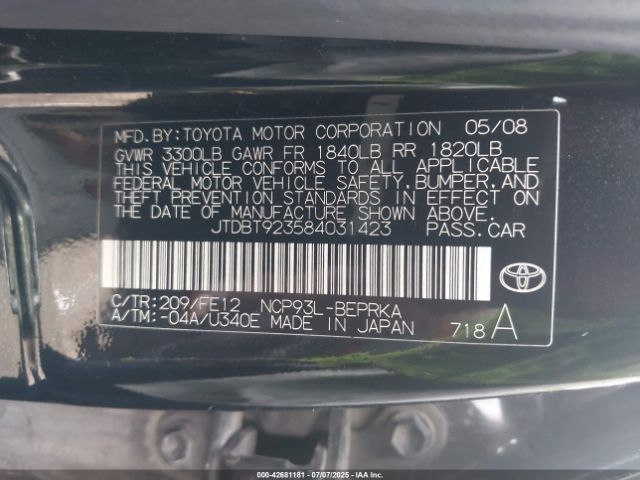 MFD.BY:TOYOTA MOTOR CORPORATION 05/08
GVWR 3300LB GAWR FR 1840LB RR 1820LB
THIS VEHICLE CONFORMS TO ALL APPLICABLE
FEDERAL MOTOR VEHICLE SAFETY,BUMPER,AND
THEFT PREVENTION STANDARDS IN EFFECT ON
THE DATE OF MANUFACTURE SHOWN ABOVE.
JTDBT923584031423 PASS.CAR
C/TR:209/FE12 NCP93L-BEPRKA
A/TM:-04A/U340E MADE IN JAPAN
718A
000-42681181 - 07/07/2025 - IAAI.com